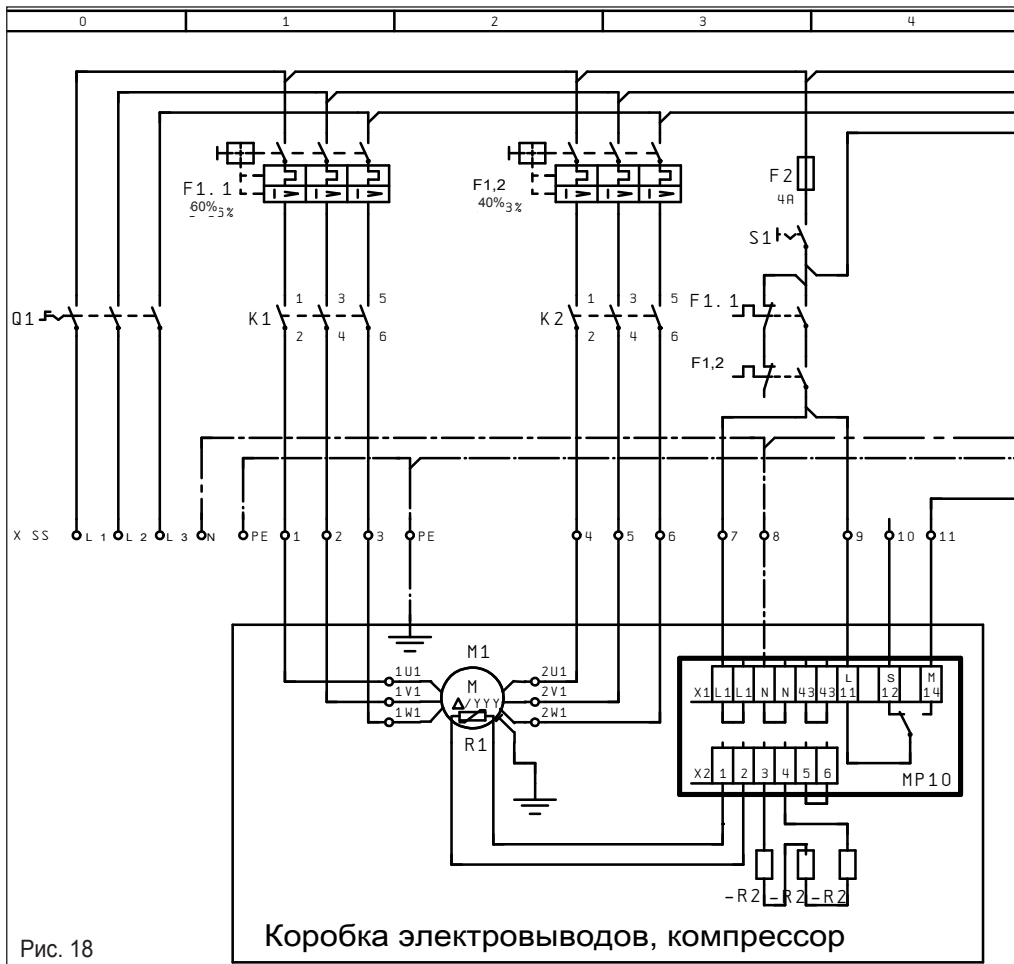 0 1 2 3 4
F1.1
60%
F1,2
40% 3%
F2
4A
S1
Q1
K1
1 3 5
2 4 6
K2
1 3 5
2 4 6
F1.1
F1,2
X SS L1 L2 L3 N PE 1 2 3 PE 4 5 6 7 8 9 10 11
M1
1U1
1V1
1W1
M
Δ/YYY
R1
2U1
2V1
2W1
X1 L1 L1 N N 43 43 L 11 S 12 M 14
X2 1 2 3 4 5 6
MP10
-R2 -R2 -R2
Коробка электровыводов, компрессор
Рис. 18